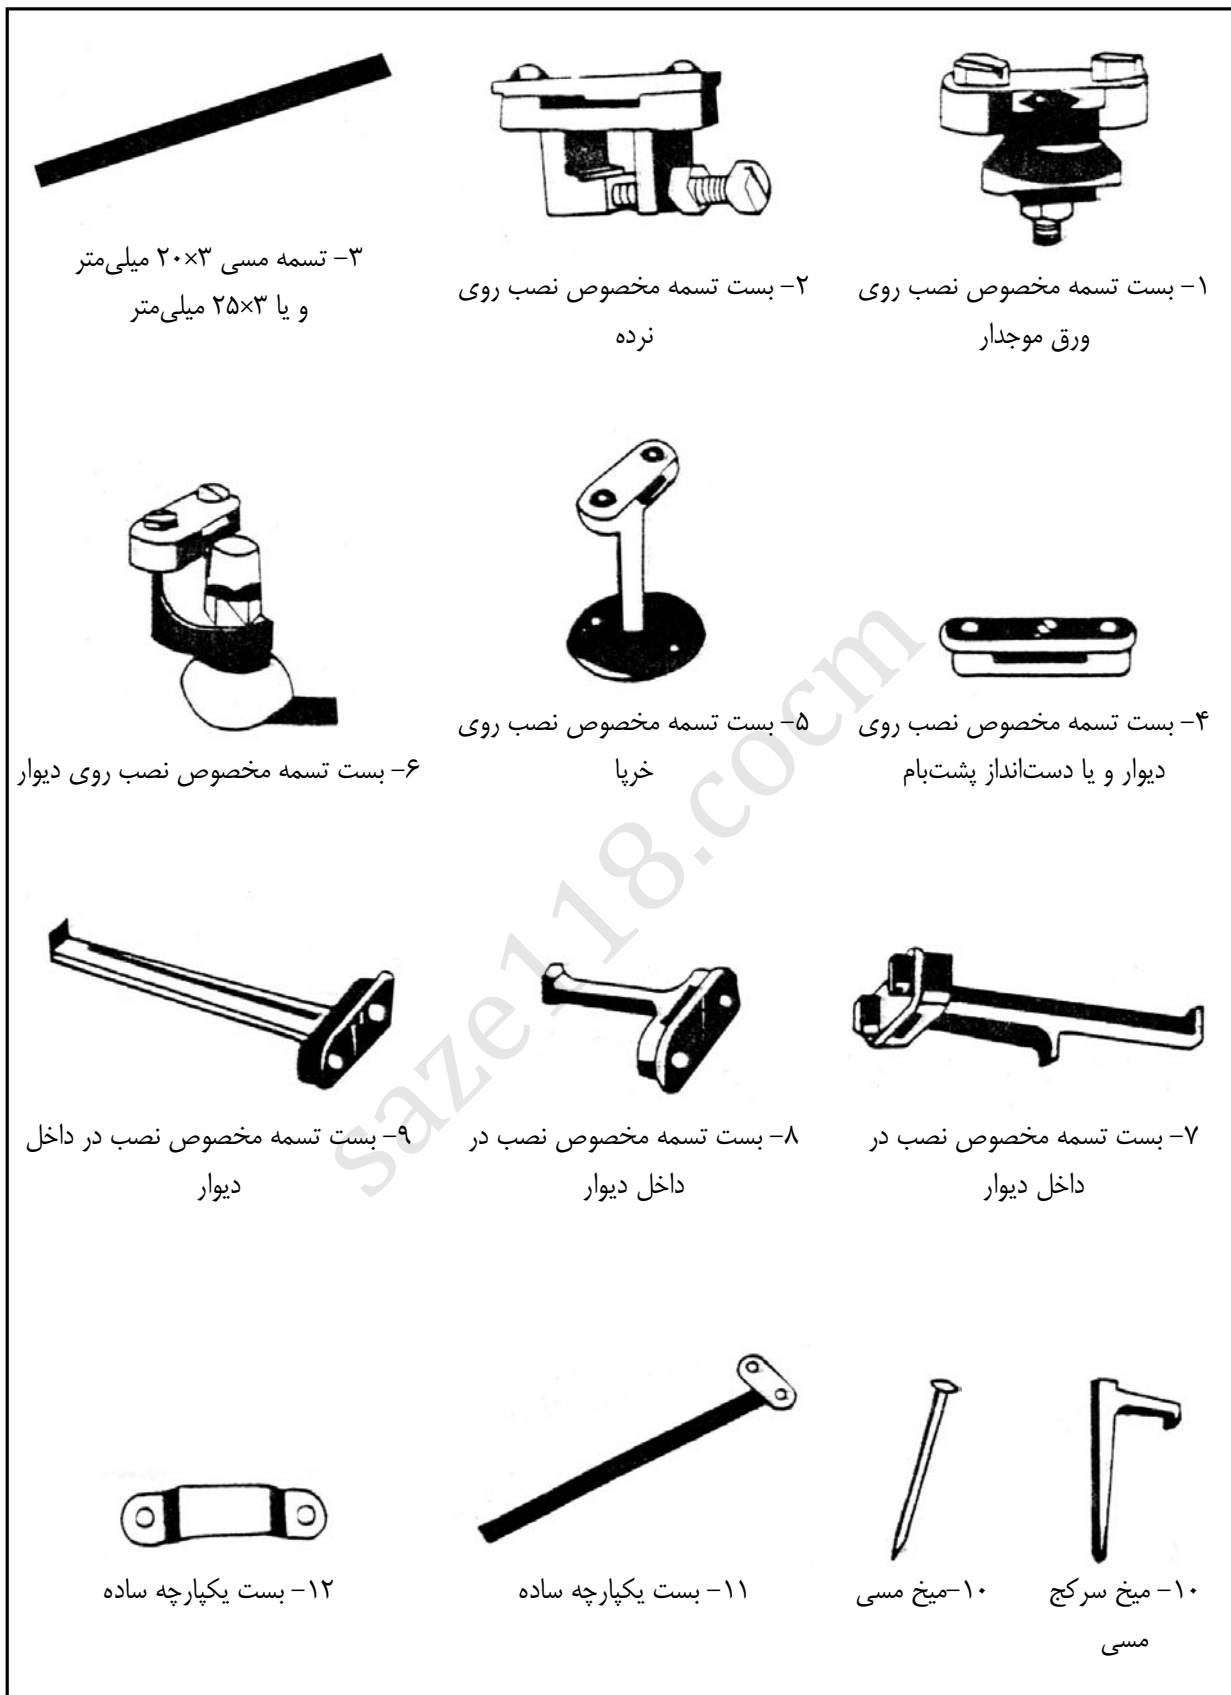 ۱- بست تسمه مخصوص نصب روی
ورق موجدار
۲- بست تسمه مخصوص نصب روی
نرده
۳- تسمه مسی ۳×۲۰ میلی‌متر
و یا ۳×۲۵ میلی‌متر
۴- بست تسمه مخصوص نصب روی
دیوار و یا دست‌انداز پشت‌بام
۵- بست تسمه مخصوص نصب روی
خرپا
۶- بست تسمه مخصوص نصب روی دیوار
۷- بست تسمه مخصوص نصب در
داخل دیوار
۸- بست تسمه مخصوص نصب در
داخل دیوار
۹- بست تسمه مخصوص نصب در داخل
دیوار
۱۰- میخ سرکج
مسی
۱۰-میخ مسی
۱۱- بست یکپارچه ساده
۱۲- بست یکپارچه ساده
saze118.cocm